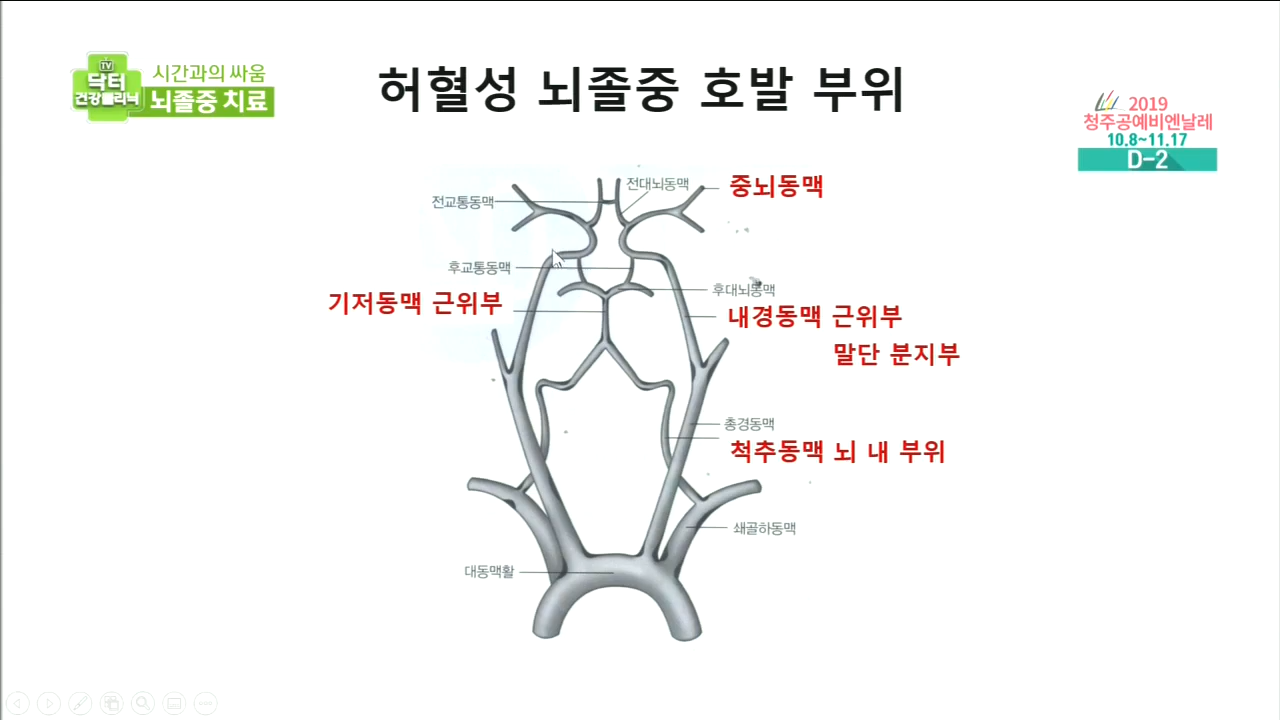 TV
닥터
건강클리닉
시간과의 싸움
뇌졸중 치료
허혈성 뇌졸중 호발 부위
2019
청주공예비엔날레
10.8~11.17
D-2
전대뇌동맥
중뇌동맥
전교통동맥
후교통동맥
후대뇌동맥
기저동맥 근위부
내경동맥 근위부
말단 분지부
총경동맥
척추동맥 뇌 내 부위
쇄골하동맥
대동맥활